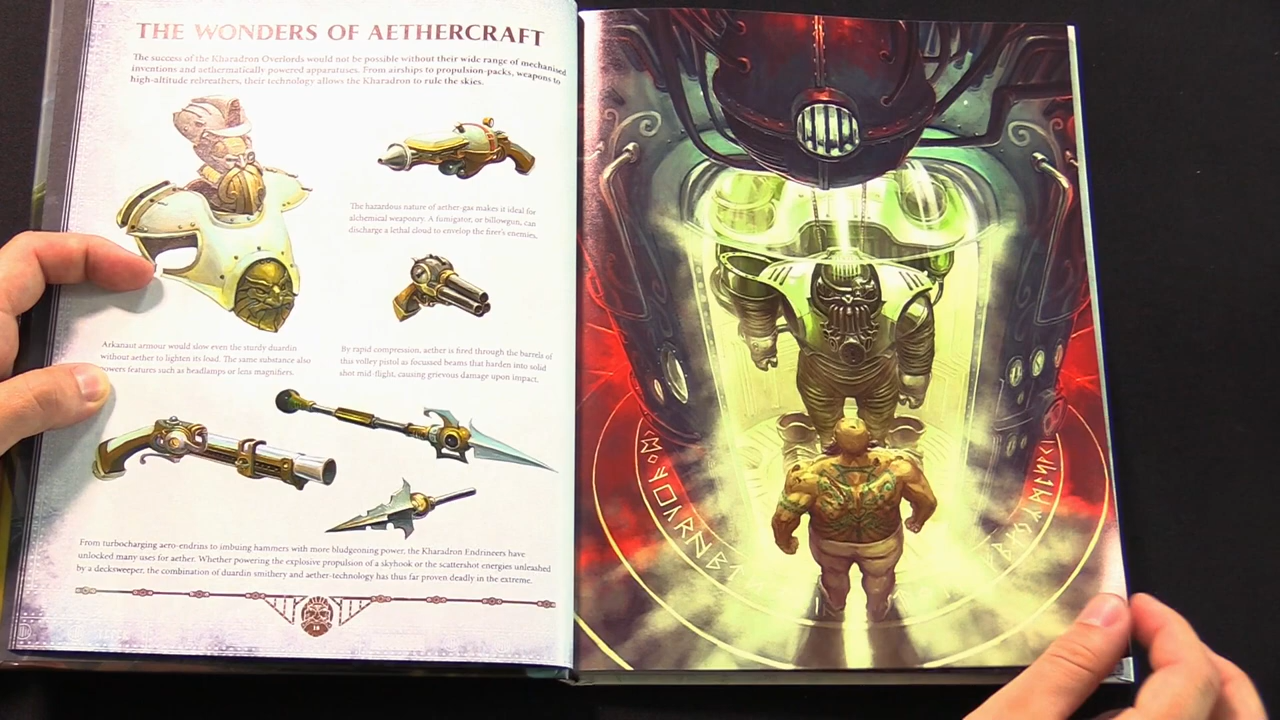 THE WONDERS OF AETHERCRAFT
The success of the Kharadron Overlords would not be possible without their wide range of mechanised
inventions and aethermatically powered apparatuses. From airships to propulsion-packs, weapons to
high-altitude rebreathers, their technology allows the Kharadron to rule the skies.
The hazardous nature of aether-gas makes it ideal for
alchemical weaponry. A fumigator, or billowgun, can
discharge a lethal cloud to envelop the firer's enemies.
Arkanaut armour would slow even the sturdy duardin
without aether to lighten its load. The same substance also
powers features such as headlamps or lens magnifiers.
By rapid compression, aether is fired through the barrels of
this volley pistol as focussed beams that harden into solid
shot mid-flight, causing grievous damage upon impact.
From turbocharging aero-endrins to imbuing hammers with more bludgeoning power, the Kharadron Endrineers have
unlocked many uses for aether. Whether powering the explosive propulsion of a skyhook or the scattershot energies unleashed
by a decksweeper, the combination of duardin smithery and aether-technology has thus far proven deadly in the extreme.
18